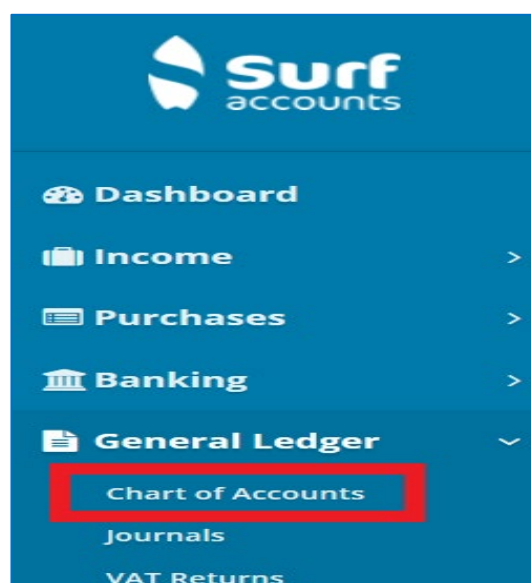 Surf
accounts
Dashboard
Income
Purchases
Banking
General Ledger
Chart of Accounts
Journals
VAT Returns